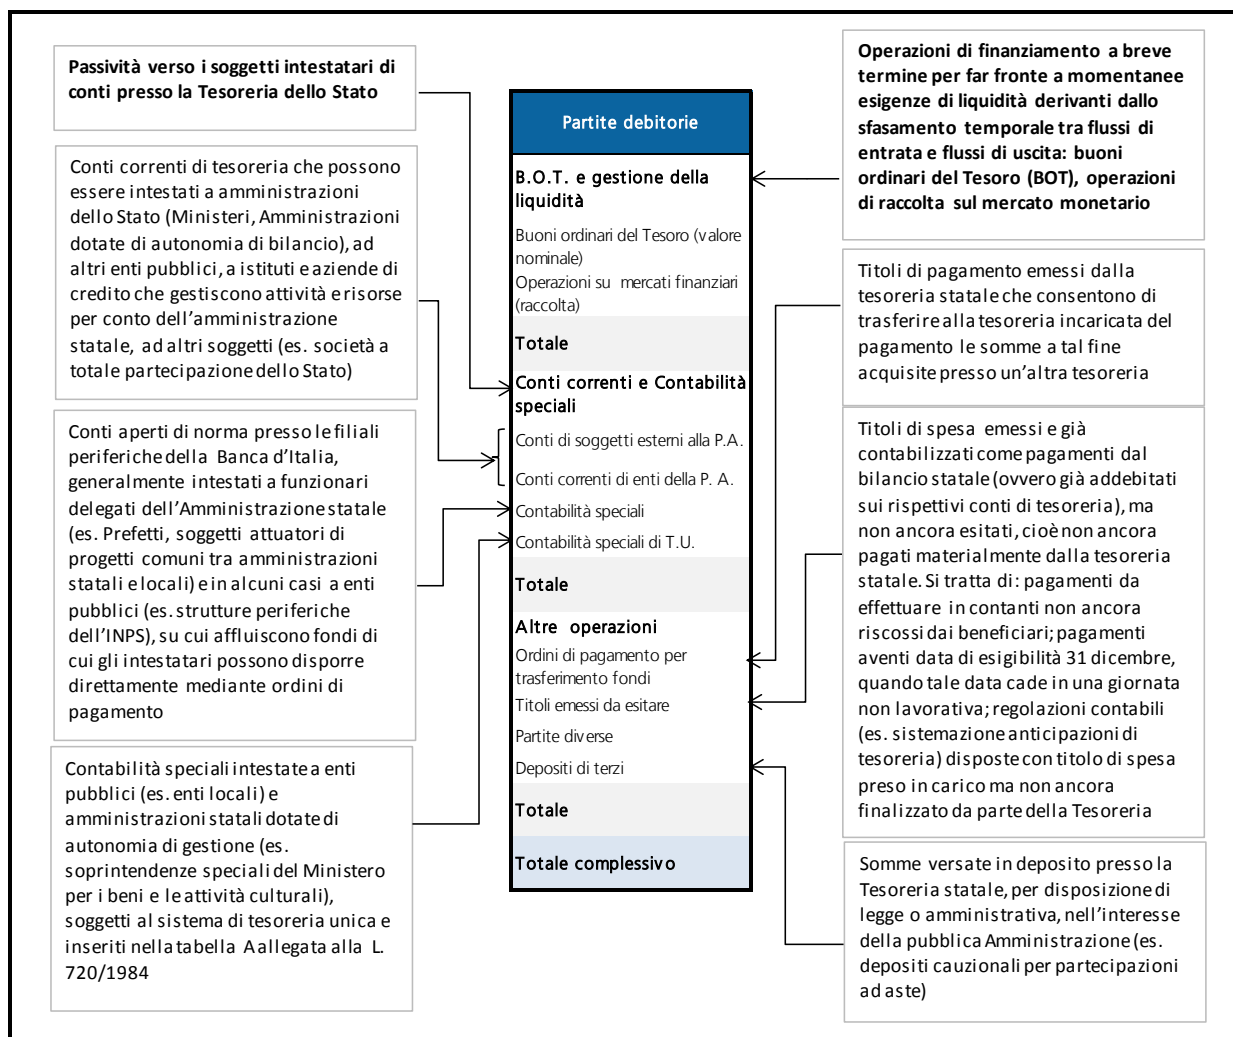 Passività verso i soggetti intestatari di
conti presso la Tesoreria dello Stato
Conti correnti di tesoreria che possono
essere intestati a amministrazioni
dello Stato (Ministeri, Amministrazioni
dotate di autonomia di bilancio), ad
altri enti pubblici, a istituti e aziende di
credito che gestiscono attività e risorse
per conto dell'amministrazione
statale, ad altri soggetti (es. società a
totale partecipazione dello Stato)
Conti aperti di norma presso le filiali
periferiche della Banca d'Italia,
generalmente intestati a funzionari
delegati dell'Amministrazione statale
(es. Prefetti, soggetti attuatori di
progetti comuni tra amministrazioni
statali e locali) e in alcuni casi a enti
pubblici (es. strutture periferiche
dell'INPS), su cui affluiscono fondi di
cui gli intestatari possono disporre
direttamente mediante ordini di
pagamento
Contabilità speciali intestate a enti
pubblici (es. enti locali) e
amministrazioni statali dotate di
autonomia di gestione (es.
soprintendenze speciali del Ministero
per i beni e le attività culturali),
soggetti al sistema di tesoreria unica e
inseriti nella tabella A allegata alla L.
720/1984
Partite debitorie
B.O.T. e gestione della
liquidità
Buoni ordinari del Tesoro (valore
nominale)
Operazioni su mercati finanziari
(raccolta)
Totale
Conti correnti e Contabilità
speciali
Conti di soggetti esterni alla P.A.
Conti correnti di enti della P. A.
Contabilità speciali
Contabilità speciali di T.U.
Totale
Altre operazioni
Ordini di pagamento per
trasferimento fondi
Titoli emessi da esitare
Partite diverse
Depositi di terzi
Totale
Totale complessivo
Operazioni di finanziamento a breve
termine per far fronte a momentanee
esigenze di liquidità derivanti dallo
sfasamento temporale tra flussi di
entrata e flussi di uscita: buoni
ordinari del Tesoro (BOT), operazioni
di raccolta sul mercato monetario
Titoli di pagamento emessi dalla
tesoreria statale che consentono di
trasferire alla tesoreria incaricata del
pagamento le somme a tal fine
acquisite presso un'altra tesoreria
Titoli di spesa emessi e già
contabilizzati come pagamenti dal
bilancio statale (ovvero già addebitati
sui rispettivi conti di tesoreria), ma
non ancora esitati, cioè non ancora
pagati materialmente dalla tesoreria
statale. Si tratta di: pagamenti da
effettuare in contanti non ancora
riscossi dai beneficiari; pagamenti
aventi data di esigibilità 31 dicembre,
quando tale data cade in una giornata
non lavorativa; regolazioni contabili
(es. sistemazione anticipazioni di
tesoreria) disposte con titolo di spesa
preso in carico ma non ancora
finalizzato da parte della Tesoreria
Somme versate in deposito presso la
Tesoreria statale, per disposizione di
legge o amministrativa, nell'interesse
della pubblica Amministrazione (es.
depositi cauzionali per partecipazioni
ad aste)